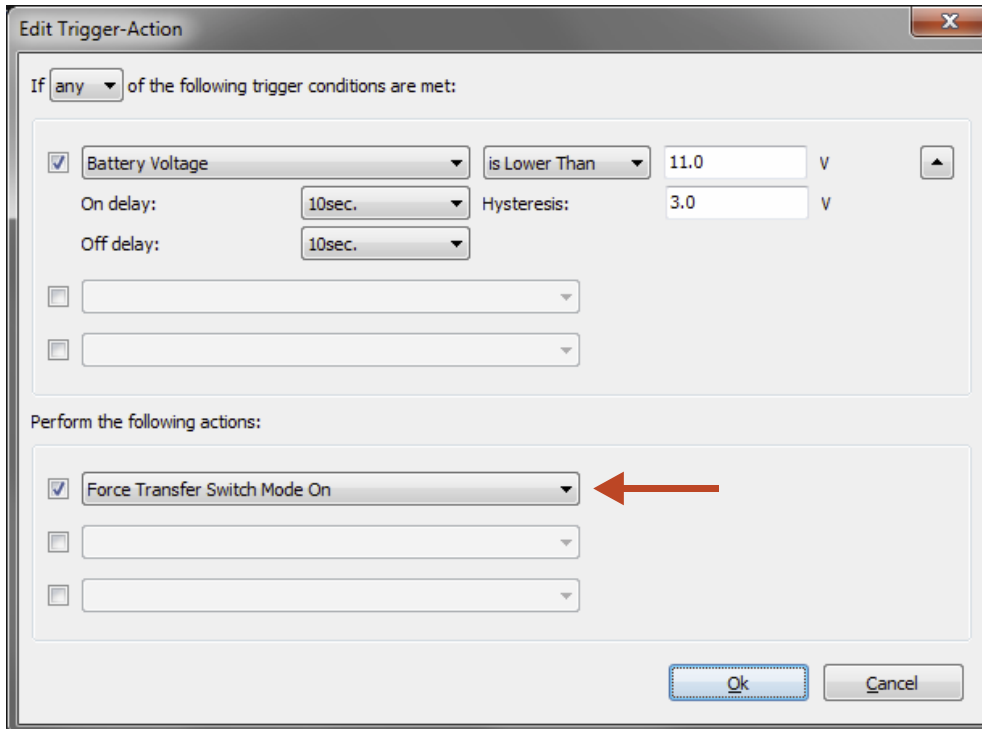 Edit Trigger-Action
If any of the following trigger conditions are met:
Battery Voltage is Lower Than 11.0 V
On delay: 10sec. Hysteresis: 3.0 V
Off delay: 10sec.
Perform the following actions:
Force Transfer Switch Mode On
Ok Cancel